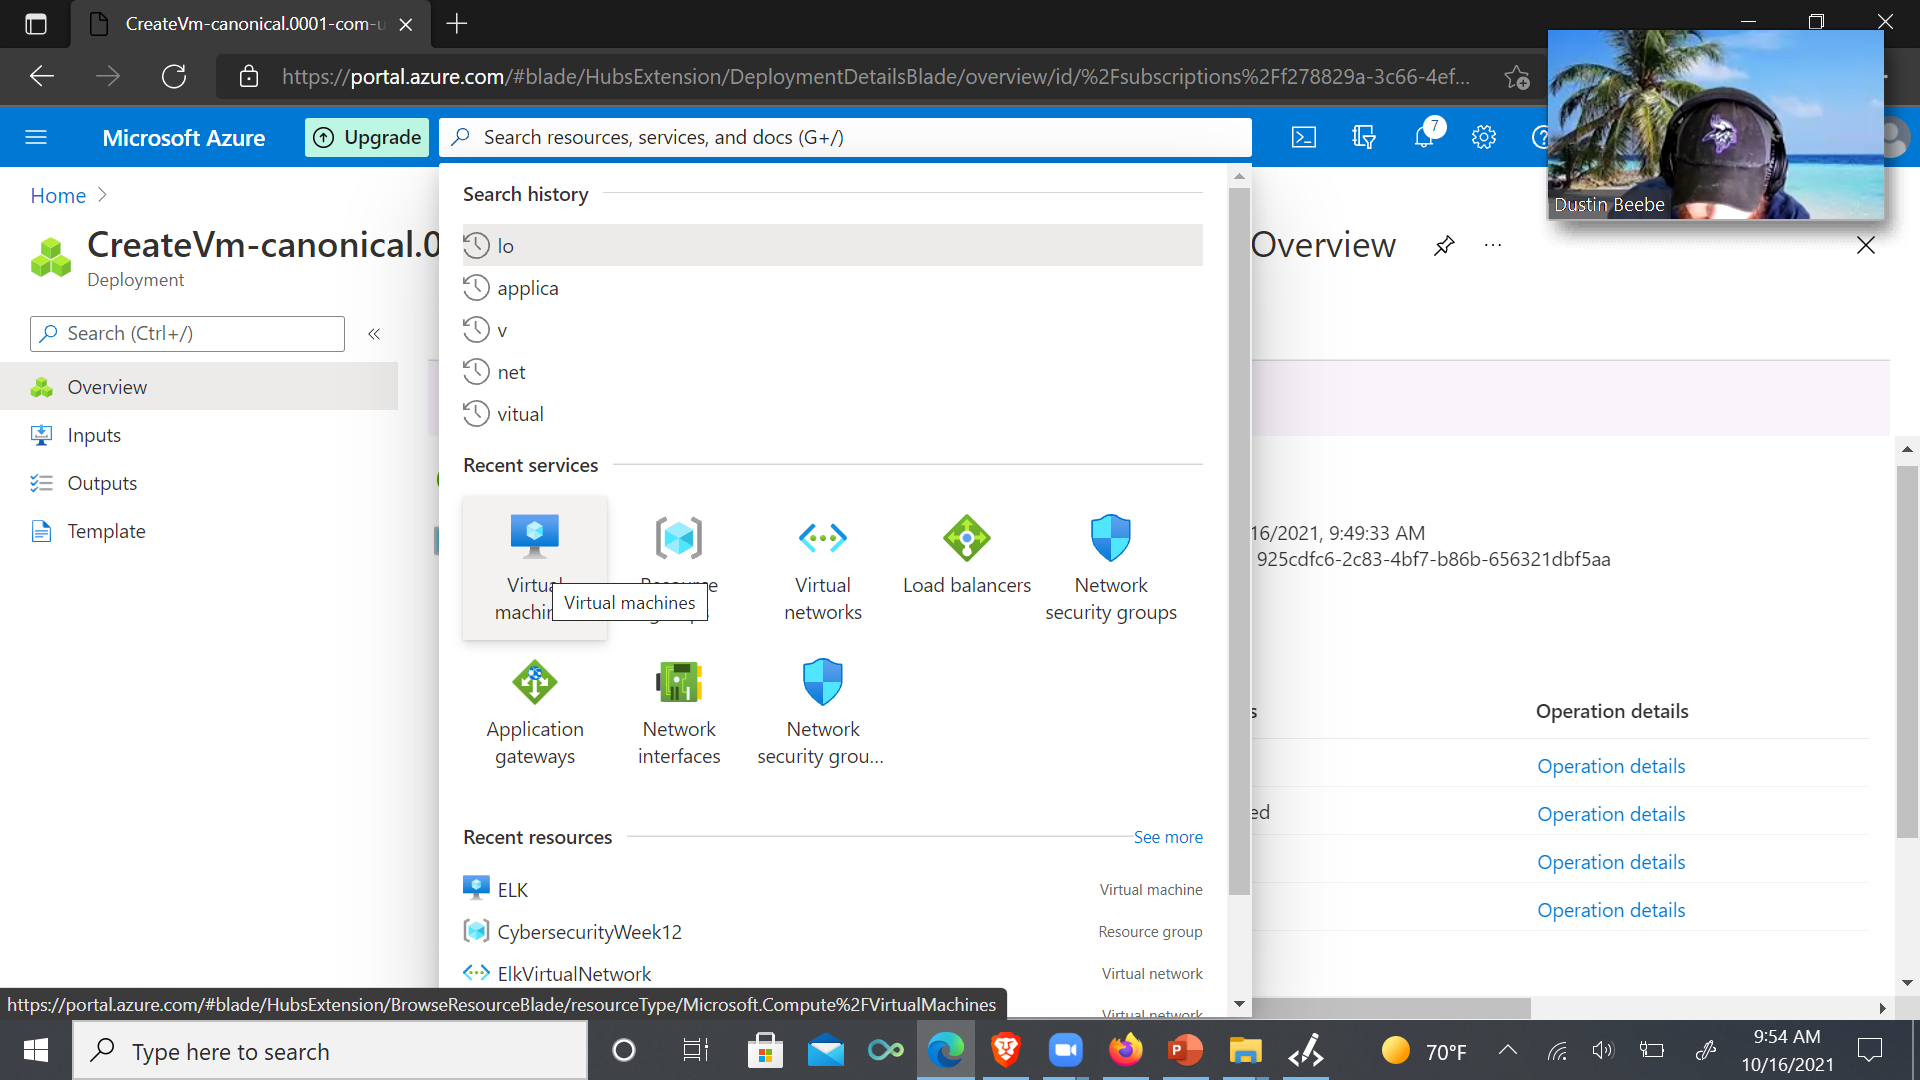 CreateVm-canonical.0001-com-u
https://portal.azure.com/#blade/HubsExtension/DeploymentDetailsBlade/overview/id/%2Fsubscriptions%2Ff278829a-3c66-4ef...
Microsoft Azure
Upgrade
Search resources, services, and docs (G+/)
7
Dustin Beebe
Home
CreateVm-canonical.0
Overview
...
Deployment
Search (Ctrl+/)
«
Overview
Inputs
Outputs
Template
Search history
lo
applica
v
net
vitual
Recent services
Virtual machines
Virtual
networks
Load balancers
Network
security groups
Application
gateways
Network
interfaces
Network
security grou...
Recent resources
See more
ELK
Virtual machine
CybersecurityWeek12
Resource group
ElkVirtualNetwork
Virtual network
Virtual network
16/2021, 9:49:33 AM
925cdfc6-2c83-4bf7-b86b-656321dbf5aa
s
Operation details
Operation details
ed
Operation details
Operation details
Operation details
https://portal.azure.com/#blade/HubsExtension/BrowseResourceBlade/resourceType/Microsoft.Compute%2FVirtualMachines
Type here to search
70°F
9:54 AM
10/16/2021